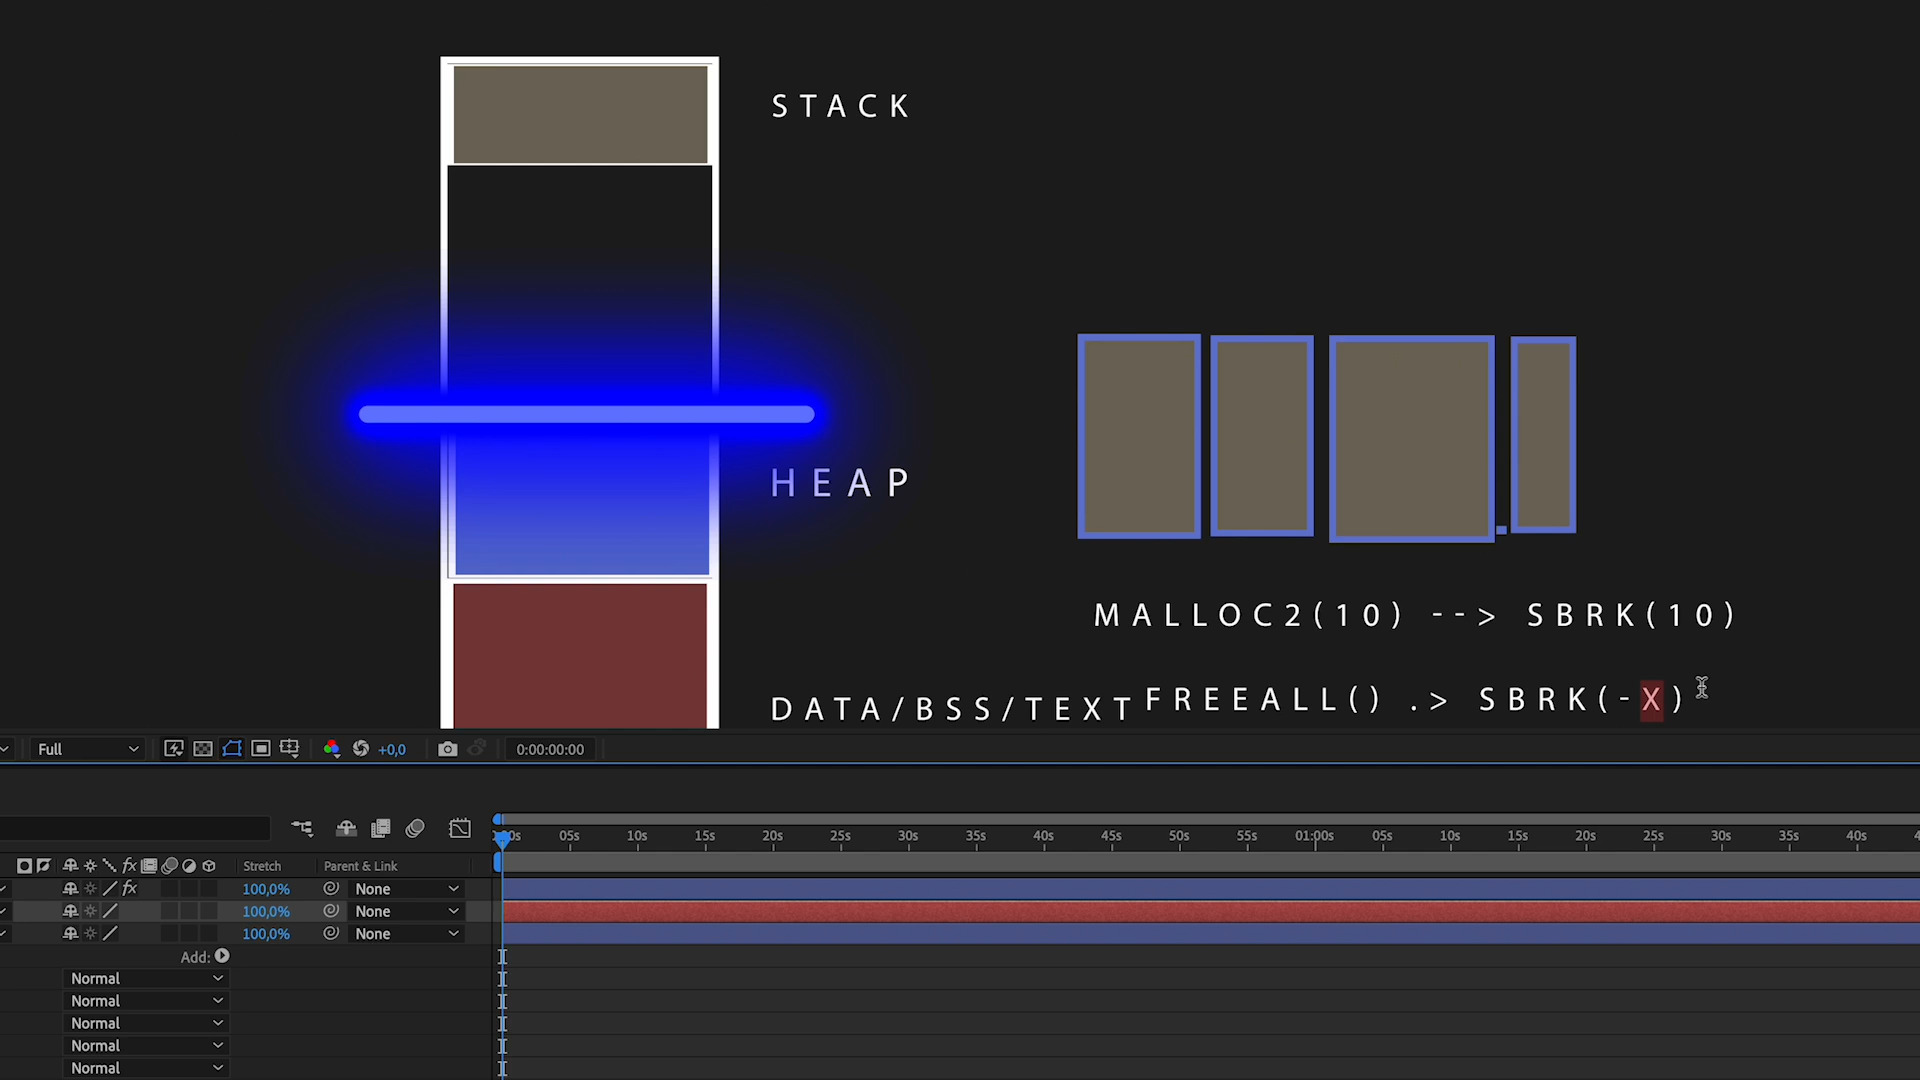 STACK
HEAP
MALLOC2(10) --> SBRK(10)
DATA/BSS/TEXT
FREEALL() .> SBRK(-X)
Full
+0,0
0:00:00:00
05s 10s 15s 20s 25s 30s 35s 40s 45s 50s 55s 01:00s 05s 10s 15s 20s 25s 30s 35s 40s
fx Stretch Parent & Link
fx 100,0% None
100,0% None
100,0% None
Add:
Normal
Normal
Normal
Normal
Normal